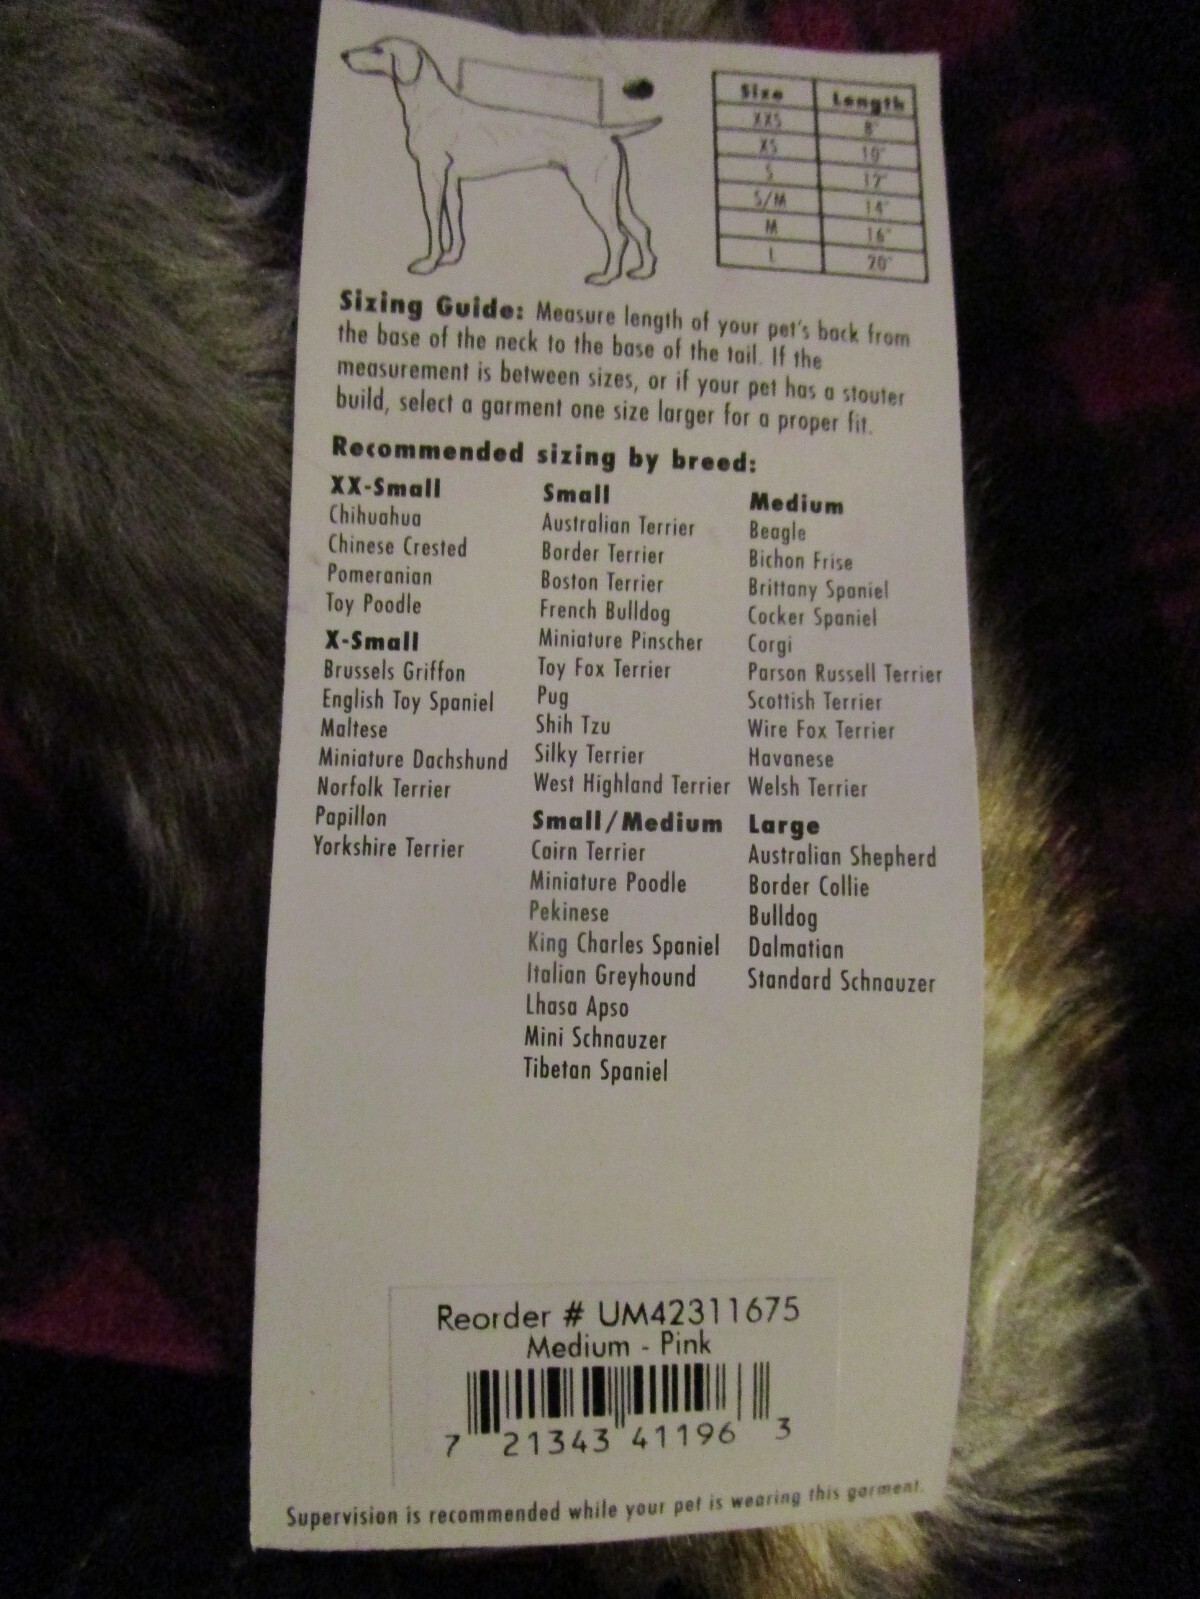 Size Length
XXS 8"
XS 10"
S 12"
S/M 14"
M 16"
L 20"
Sizing Guide: Measure length of your pet's back from
the base of the neck to the base of the tail. If the
measurement is between sizes, or if your pet has a stouter
build, select a garment one size larger for a proper fit.
Recommended sizing by breed:
XX-Small
Chihuahua
Chinese Crested
Pomeranian
Toy Poodle
X-Small
Brussels Griffon
English Toy Spaniel
Maltese
Miniature Dachshund
Norfolk Terrier
Papillon
Yorkshire Terrier
Small
Australian Terrier
Border Terrier
Boston Terrier
French Bulldog
Miniature Pinscher
Toy Fox Terrier
Pug
Shih Tzu
Silky Terrier
West Highland Terrier
Small/Medium
Cairn Terrier
Miniature Poodle
Pekinese
King Charles Spaniel
Italian Greyhound
Lhasa Apso
Mini Schnauzer
Tibetan Spaniel
Medium
Beagle
Bichon Frise
Brittany Spaniel
Cocker Spaniel
Corgi
Parson Russell Terrier
Scottish Terrier
Wire Fox Terrier
Havanese
Welsh Terrier
Large
Australian Shepherd
Border Collie
Bulldog
Dalmatian
Standard Schnauzer
Reorder # UM42311675
Medium - Pink
7 21343 41196 3
Supervision is recommended while your pet is wearing this garment.